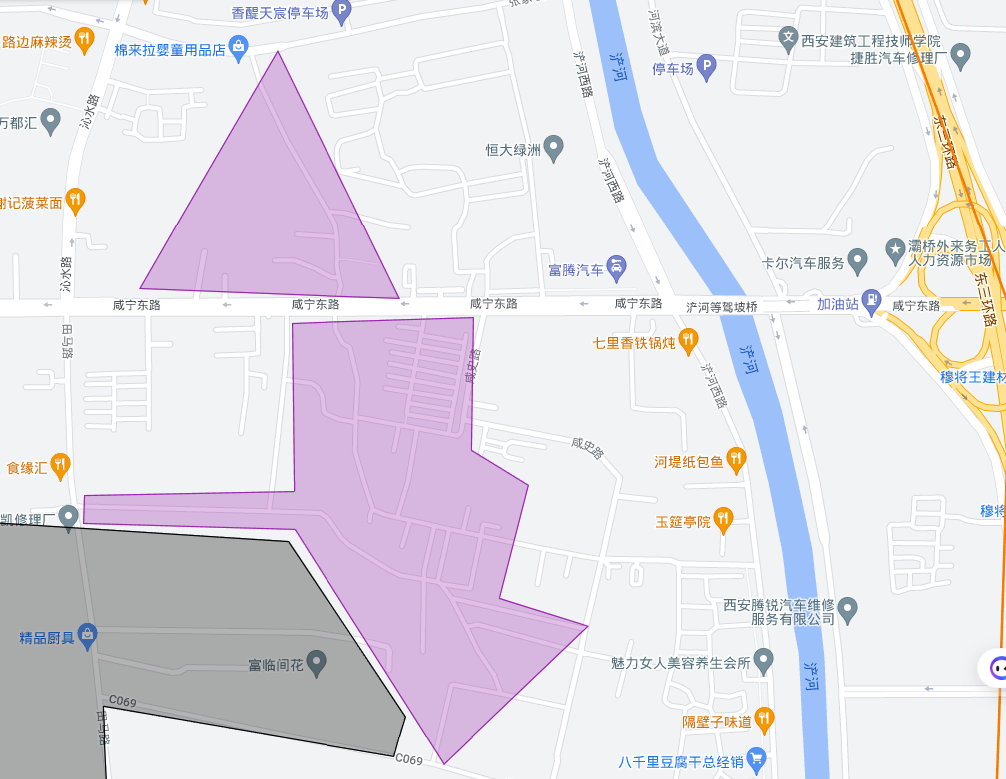 香醍天宸停车场
P
路边麻辣烫
棉来拉婴童用品店
浐河西路
浐河
河滨大道
停车场
P
文
西安建筑工程技师学院
捷胜汽车修理厂
沁水路
万都汇
恒大绿洲
浐河西路
东三环路
谢记菠菜面
沁水路
富腾汽车
卡尔汽车服务
灞桥外来务工人
人力资源市场
东三环路
咸宁东路
咸宁东路
咸宁东路
咸宁东路
浐河等驾坡桥
加油站
咸宁东路
田马路
七里香铁锅炖
咸史路
浐河
浐河西路
穆将王建材
食缘汇
咸史路
河堤纸包鱼
凯修理厂
玉筵亭院
穆将
西安腾锐汽车维修
服务有限公司
精品厨具
富临间花
魅力女人美容养生会所
浐河
C069
田马路
隔壁子味道
C069
八千里豆腐干总经销